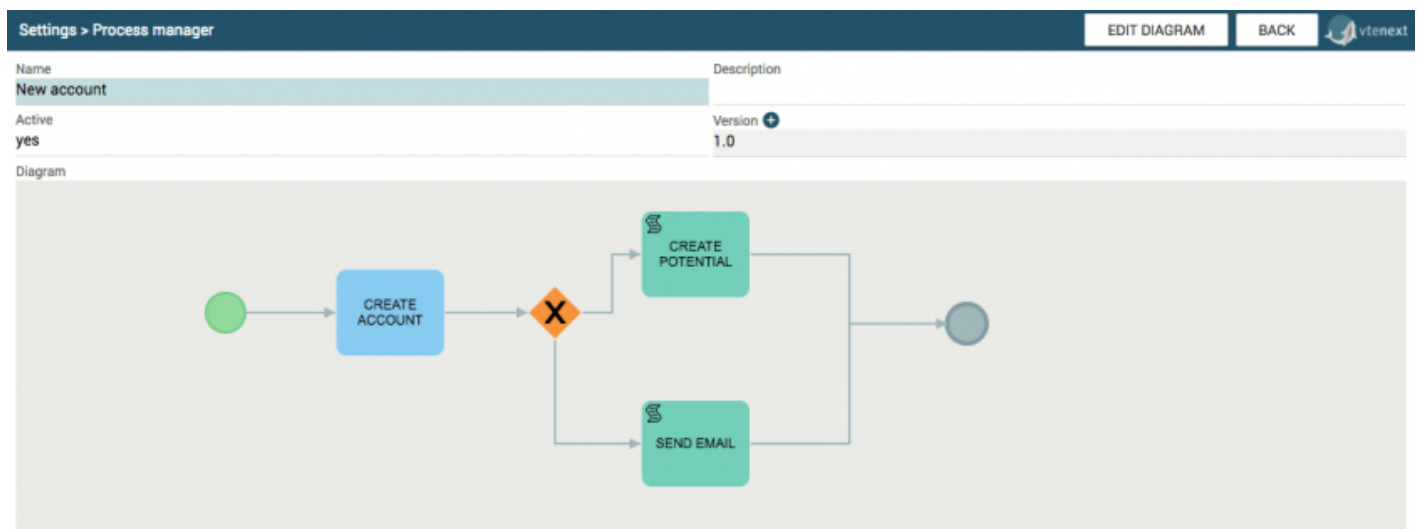 Settings > Process manager
EDIT DIAGRAM
BACK
vtenext
Name
New account
Description
Active
yes
Version
1.0
Diagram
CREATE
POTENTIAL
CREATE
ACCOUNT
X
SEND EMAIL